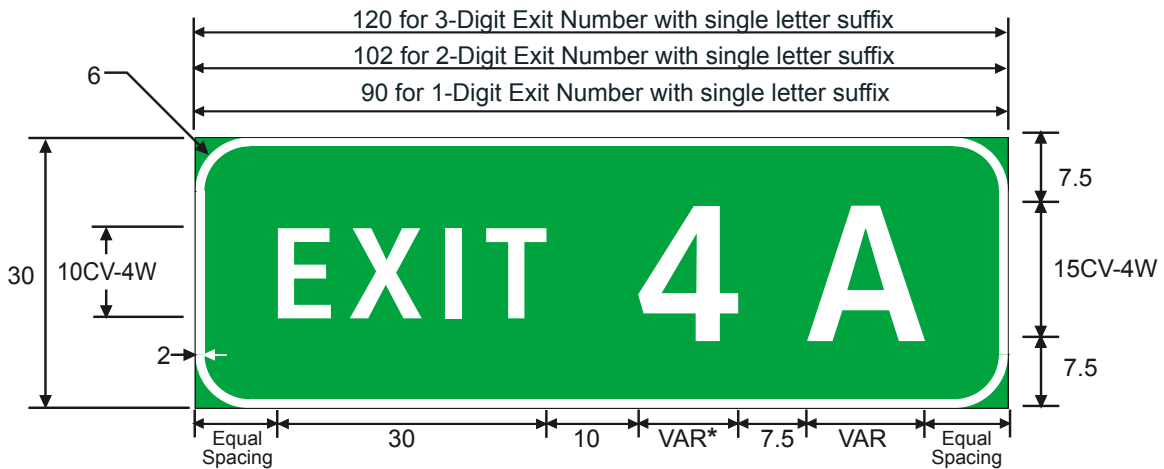 120 for 3-Digit Exit Number with single letter suffix
102 for 2-Digit Exit Number with single letter suffix
90 for 1-Digit Exit Number with single letter suffix
6
30
10CV-4W
2
EXIT 4 A
7.5
15CV-4W
7.5
Equal
Spacing
30
10
VAR*
7.5
VAR
Equal
Spacing